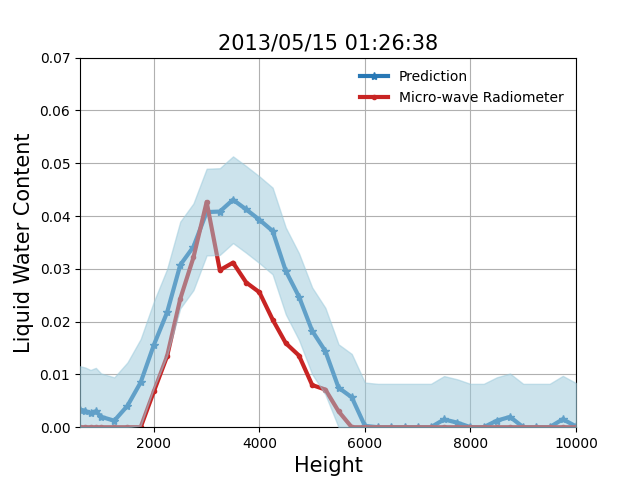 2013/05/15 01:26:38
Prediction
Micro-wave Radiometer
Liquid Water Content
0.07
0.06
0.05
0.04
0.03
0.02
0.01
0.00
2000 4000 6000 8000 10000
Height